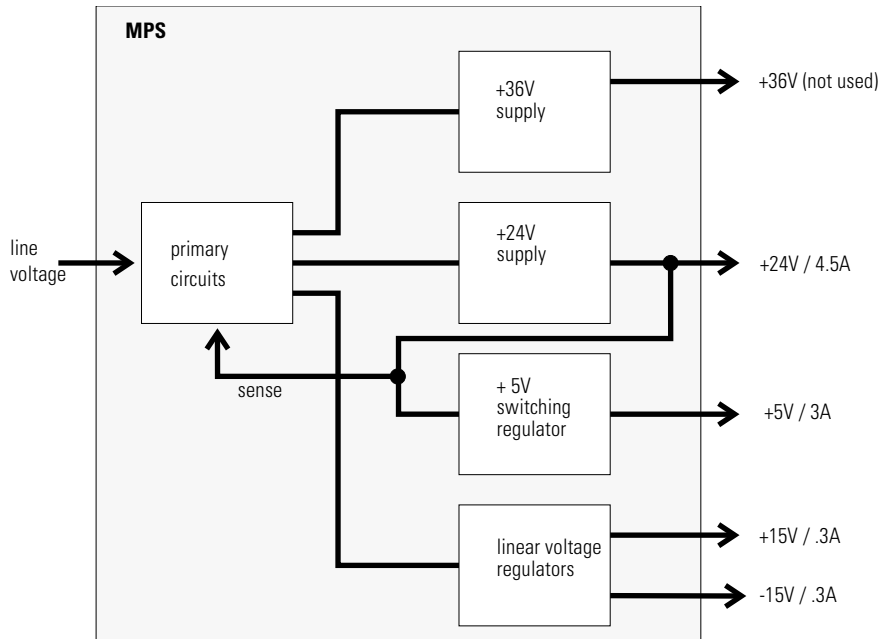 MPS
+36V
supply
+36V (not used)
line
voltage
primary
circuits
+24V
supply
+24V / 4.5A
sense
+ 5V
switching
regulator
+5V / 3A
linear voltage
regulators
+15V / .3A
-15V / .3A